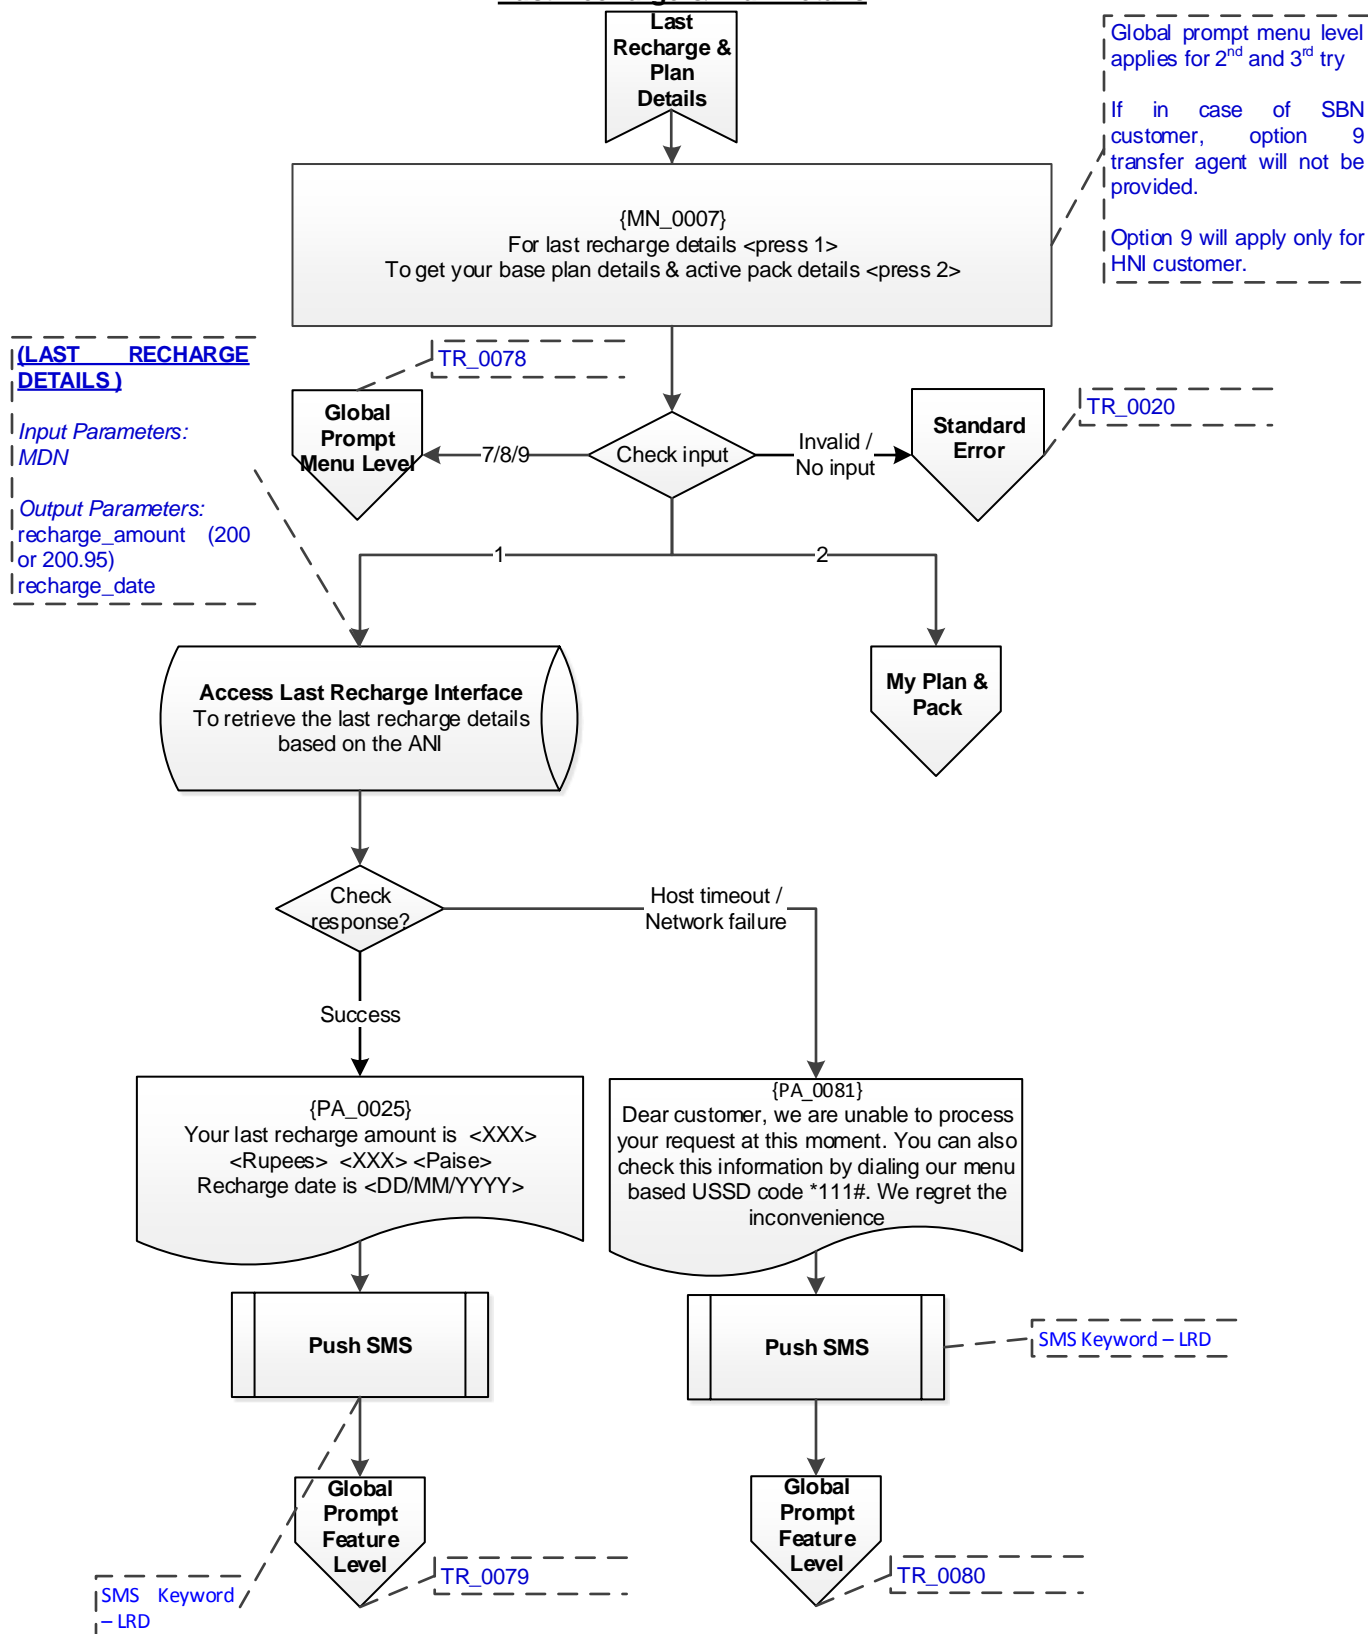 Last
Recharge &
Plan
Details
Global prompt menu level
applies for 2nd and 3rd try
If in case of SBN
customer, option 9
transfer agent will not be
provided.
Option 9 will apply only for
HNI customer.
{MN_0007}
For last recharge details <press 1>
To get your base plan details & active pack details <press 2>
(LAST RECHARGE
DETAILS )
Input Parameters:
MDN
Output Parameters:
recharge_amount (200
or 200.95)
recharge_date
TR_0078
Global
Prompt
Menu Level
7/8/9
Check input
Invalid /
No input
Standard
Error
TR_0020
1
2
Access Last Recharge Interface
To retrieve the last recharge details
based on the ANI
My Plan &
Pack
Check
response?
Host timeout /
Network failure
Success
{PA_0025}
Your last recharge amount is <XXX>
<Rupees> <XXX> <Paise>
Recharge date is <DD/MM/YYYY>
{PA_0081}
Dear customer, we are unable to process
your request at this moment. You can also
check this information by dialing our menu
based USSD code *111#. We regret the
inconvenience
Push SMS
Push SMS
SMS Keyword – LRD
Global
Prompt
Feature
Level
TR_0079
Global
Prompt
Feature
Level
TR_0080
SMS Keyword
– LRD